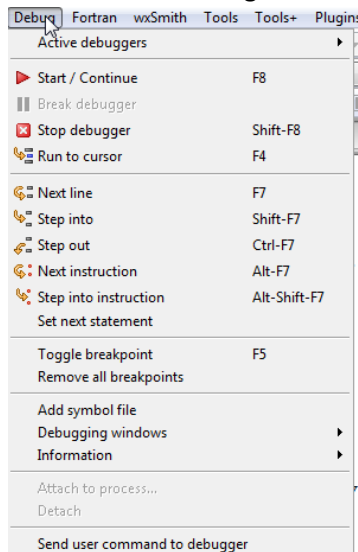 Debug Fortran wxSmith Tools Tools+ Plugins
Active debuggers
Start / Continue F8
Break debugger
Stop debugger Shift-F8
Run to cursor F4
Next line F7
Step into Shift-F7
Step out Ctrl-F7
Next instruction Alt-F7
Step into instruction Alt-Shift-F7
Set next statement
Toggle breakpoint F5
Remove all breakpoints
Add symbol file
Debugging windows
Information
Attach to process...
Detach
Send user command to debugger